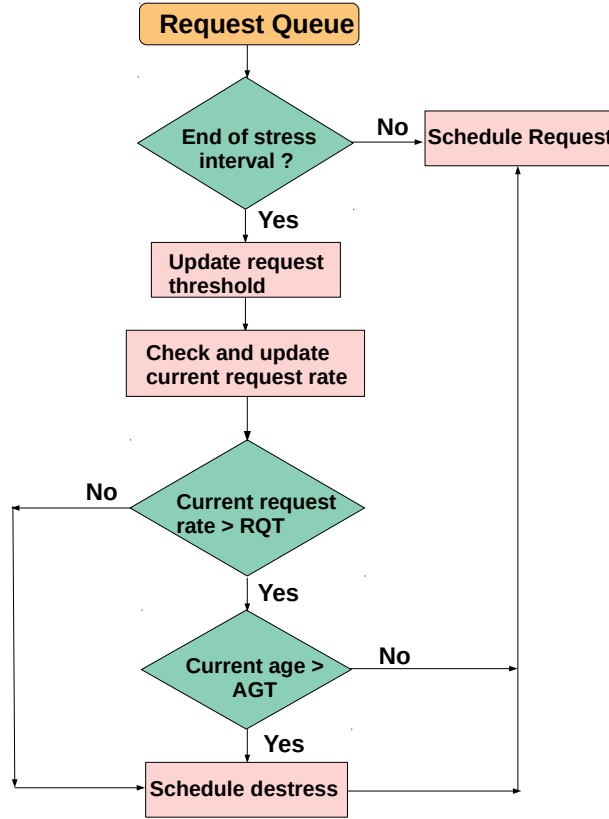 Request Queue
End of stress
interval ?
No
Schedule Request
Yes
Update request
threshold
Check and update
current request rate
No
Current request
rate > RQT
Yes
Current age >
AGT
No
Yes
Schedule destress